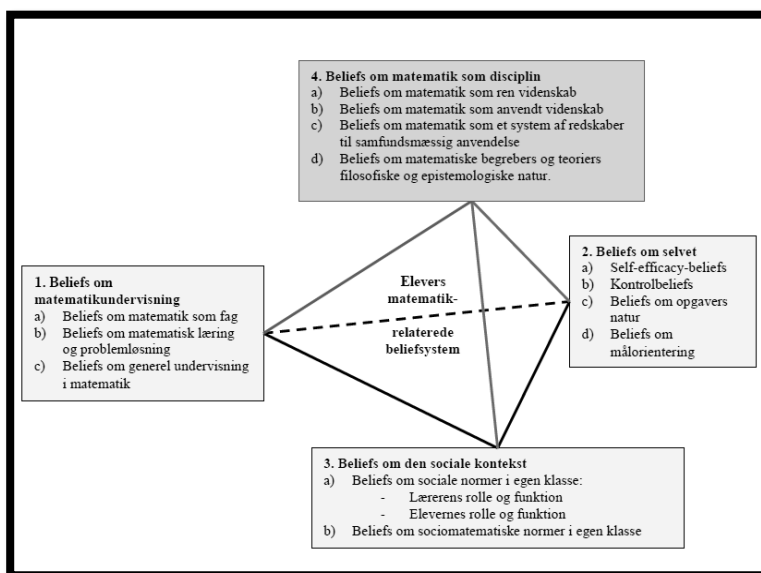 4. Beliefs om matematik som disciplin
a) Beliefs om matematik som ren videnskab
b) Beliefs om matematik som anvendt videnskab
c) Beliefs om matematik som et system af redskaber
til samfundsmæssig anvendelse
d) Beliefs om matematiske begrebers og teoriers
filosofiske og epistemologiske natur.
1. Beliefs om
matematikundervisning
a) Beliefs om matematik som fag
b) Beliefs om matematisk læring
og problemløsning
c) Beliefs om generel undervisning
i matematik
Elevers
matematik-
relaterede
beliefsystem
2. Beliefs om selvet
a) Self-efficacy-beliefs
b) Kontrolbeliefs
c) Beliefs om opgavers
natur
d) Beliefs om
målorientering
3. Beliefs om den sociale kontekst
a) Beliefs om sociale normer i egen klasse:
- Lærerens rolle og funktion
- Elevernes rolle og funktion
b) Beliefs om sociomatematiske normer i egen klasse